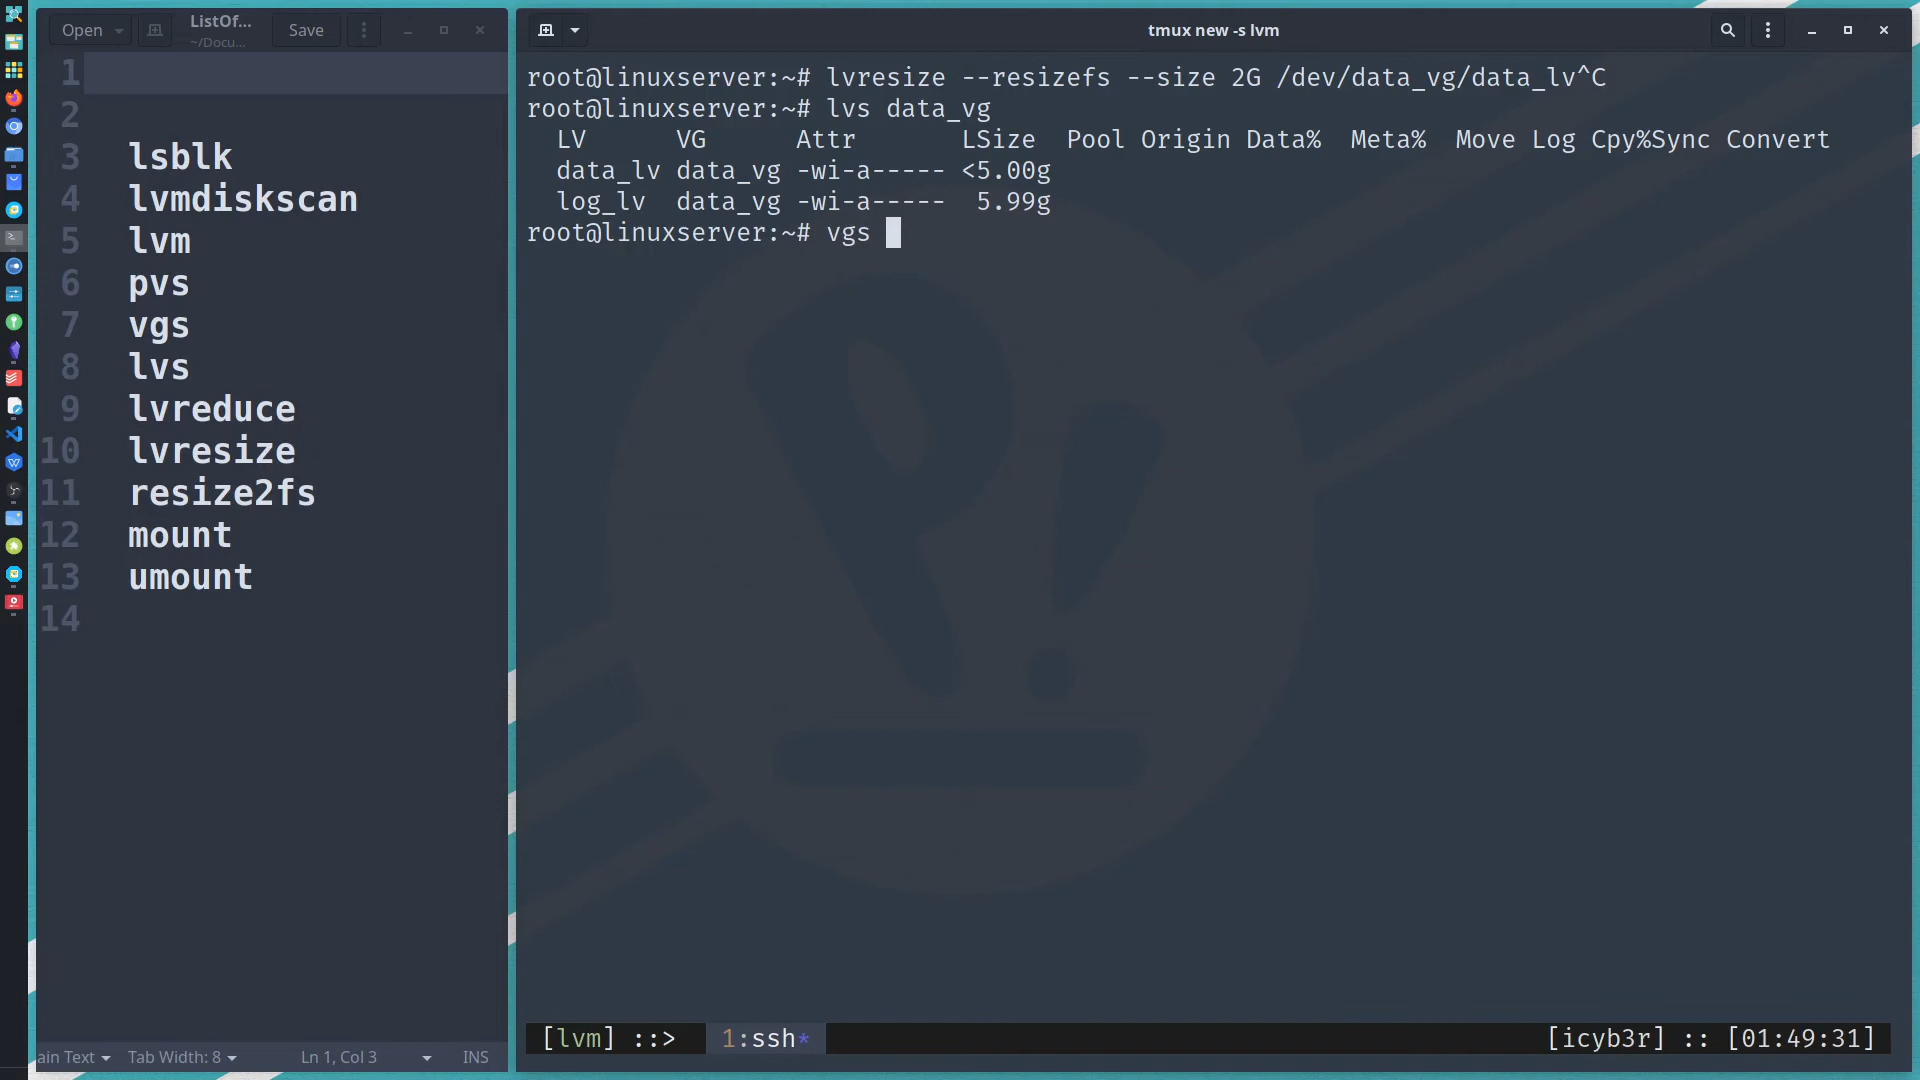 Open
ListOf...
~/Docu...
Save
1
2
3 lsblk
4 lvmdiskscan
5 lvm
6 pvs
7 vgs
8 lvs
9 lvreduce
10 lvresize
11 resize2fs
12 mount
13 umount
14
ain Text Tab Width: 8 Ln 1, Col 3 INS
tmux new -s lvm
root@linuxserver:~# lvresize --resizefs --size 2G /dev/data_vg/data_lv^C
root@linuxserver:~# lvs data_vg
LV VG Attr LSize Pool Origin Data% Meta% Move Log Cpy%Sync Convert
data_lv data_vg -wi-a----- <5.00g
log_lv data_vg -wi-a----- 5.99g
root@linuxserver:~# vgs
[lvm] ::> 1:ssh* [icyb3r] :: [01:49:31]